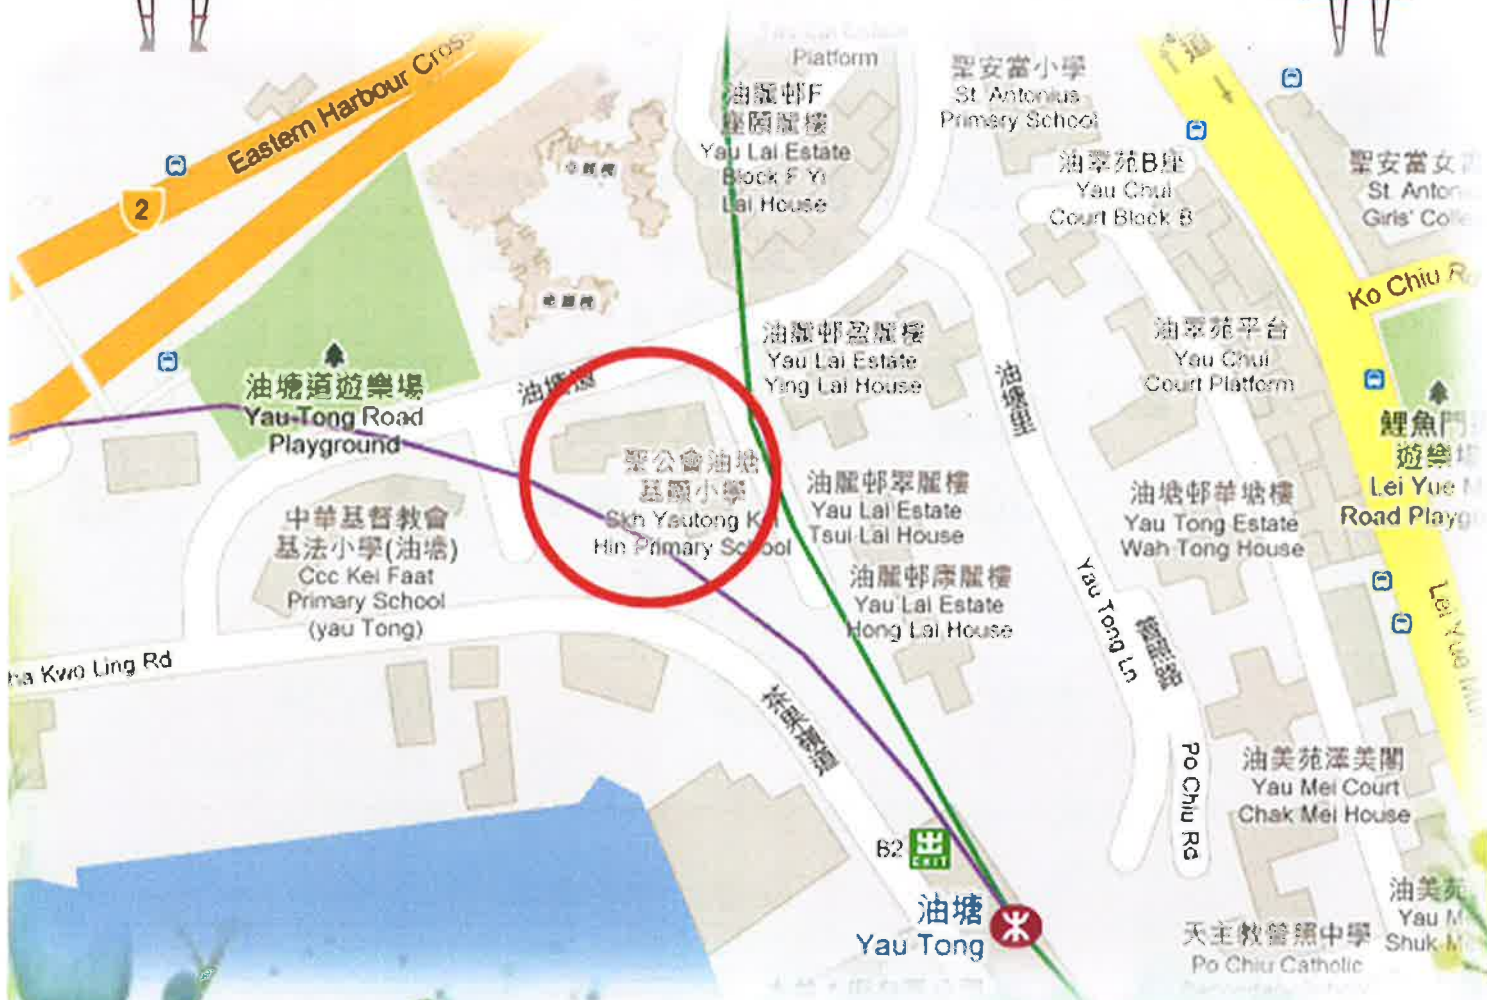 Platform
油麗邨F
座頤麗樓
Yau Lai Estate
Block F Yi
Lai House
聖安當小學
St. Antonius
Primary School
油翠苑B座
Yau Chui
Court Block B
聖安當女
St. Anton
Girls' Colle
道
Eastern Harbour Cross
2
Ko Chiu R
油塘道遊樂場
Yau Tong Road
Playground
油塘道
油麗邨盈麗樓
Yau Lai Estate
Ying Lai House
油塘里
油翠苑平台
Yau Chui
Court Platform
鯉魚門
遊樂場
Lei Yue M
Road Playg
聖公會油塘
基顯小學
Skh Yautong Kei
Hin Primary School
油麗邨翠麗樓
Yau Lai Estate
Tsui Lai House
油塘邨華塘樓
Yau Tong Estate
Wah Tong House
中華基督教會
基法小學(油塘)
Ccc Kei Faat
Primary School
(yau Tong)
油麗邨康麗樓
Yau Lai Estate
Hong Lai House
Yau Tong Ln
普照路
Lei Yue Mun
ha Kwo Ling Rd
茶果嶺道
Po Chiu Rd
油美苑澤美閣
Yau Mei Court
Chak Mei House
B2
出
EXIT
油塘
Yau Tong
油美苑
Yau M
Shuk M
天主教普照中學
Po Chiu Catholic